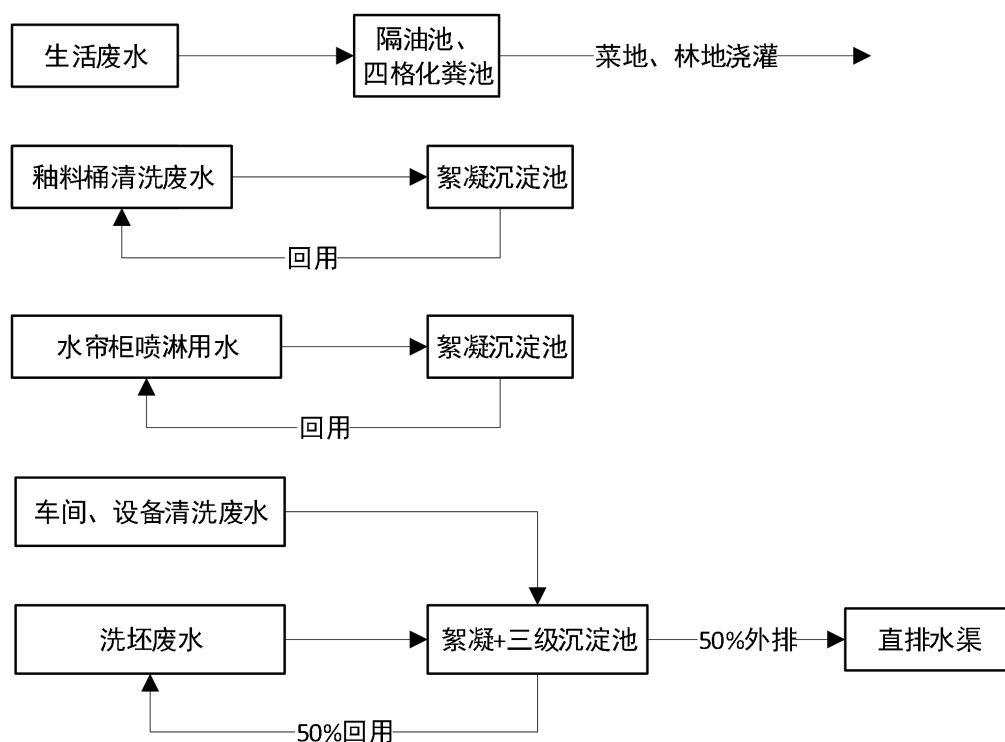 生活废水
隔油池、
四格化粪池
菜地、林地浇灌
釉料桶清洗废水
絮凝沉淀池
回用
水帘柜喷淋用水
絮凝沉淀池
回用
车间、设备清洗废水
洗坯废水
絮凝+三级沉淀池
50%外排
直排水渠
50%回用